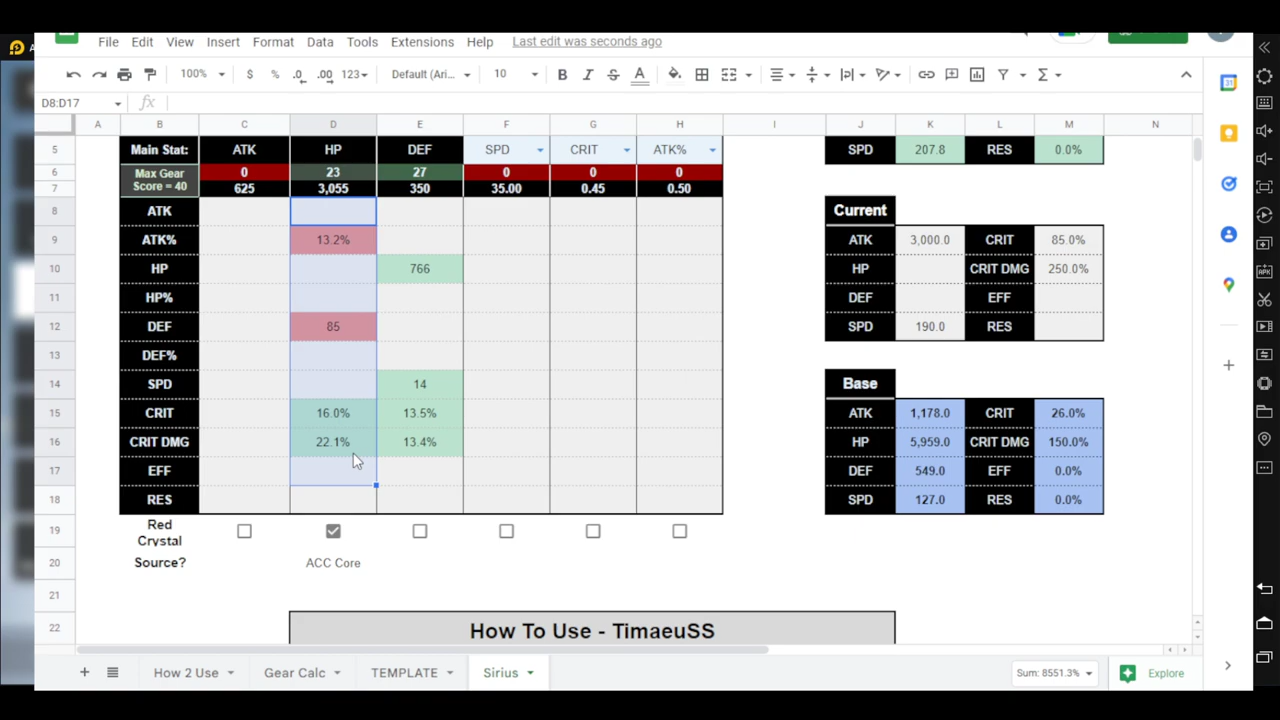 File Edit View Insert Format Data Tools Extensions Help Last edit was seconds ago
100% $ % .0 .00 123 Default (Ari... 10 B I S A
D8:D17 fx
A B C D E F G H I J K L M N
5 Main Stat: ATK HP DEF SPD CRIT ATK% SPD 207.8 RES 0.0%
6 Max Gear 0 23 27 0 0 0
7 Score = 40 625 3,055 350 35.00 0.45 0.50
8 ATK Current
9 ATK% 13.2% ATK 3,000.0 CRIT 85.0%
10 HP 766 HP CRIT DMG 250.0%
11 HP% DEF EFF
12 DEF 85 SPD 190.0 RES
13 DEF%
14 SPD 14 Base
15 CRIT 16.0% 13.5% ATK 1,178.0 CRIT 26.0%
16 CRIT DMG 22.1% 13.4% HP 5,959.0 CRIT DMG 150.0%
17 EFF DEF 549.0 EFF 0.0%
18 RES SPD 127.0 RES 0.0%
19 Red Crystal
20 Source? ACC Core
21
22 How To Use - TimaeuSS
How 2 Use Gear Calc TEMPLATE Sirius Sum: 8551.3% Explore